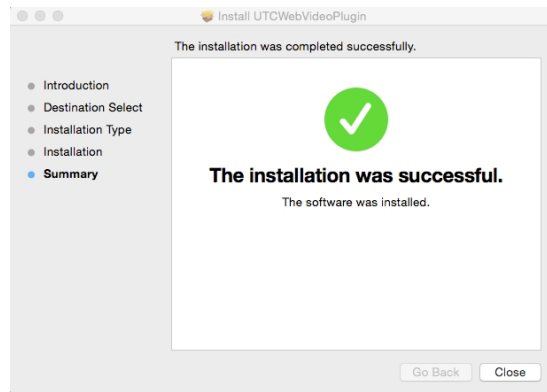 Install UTCWebVideoPlugin
The installation was completed successfully.
Introduction
Destination Select
Installation Type
Installation
Summary
The installation was successful.
The software was installed.
Go Back
Close